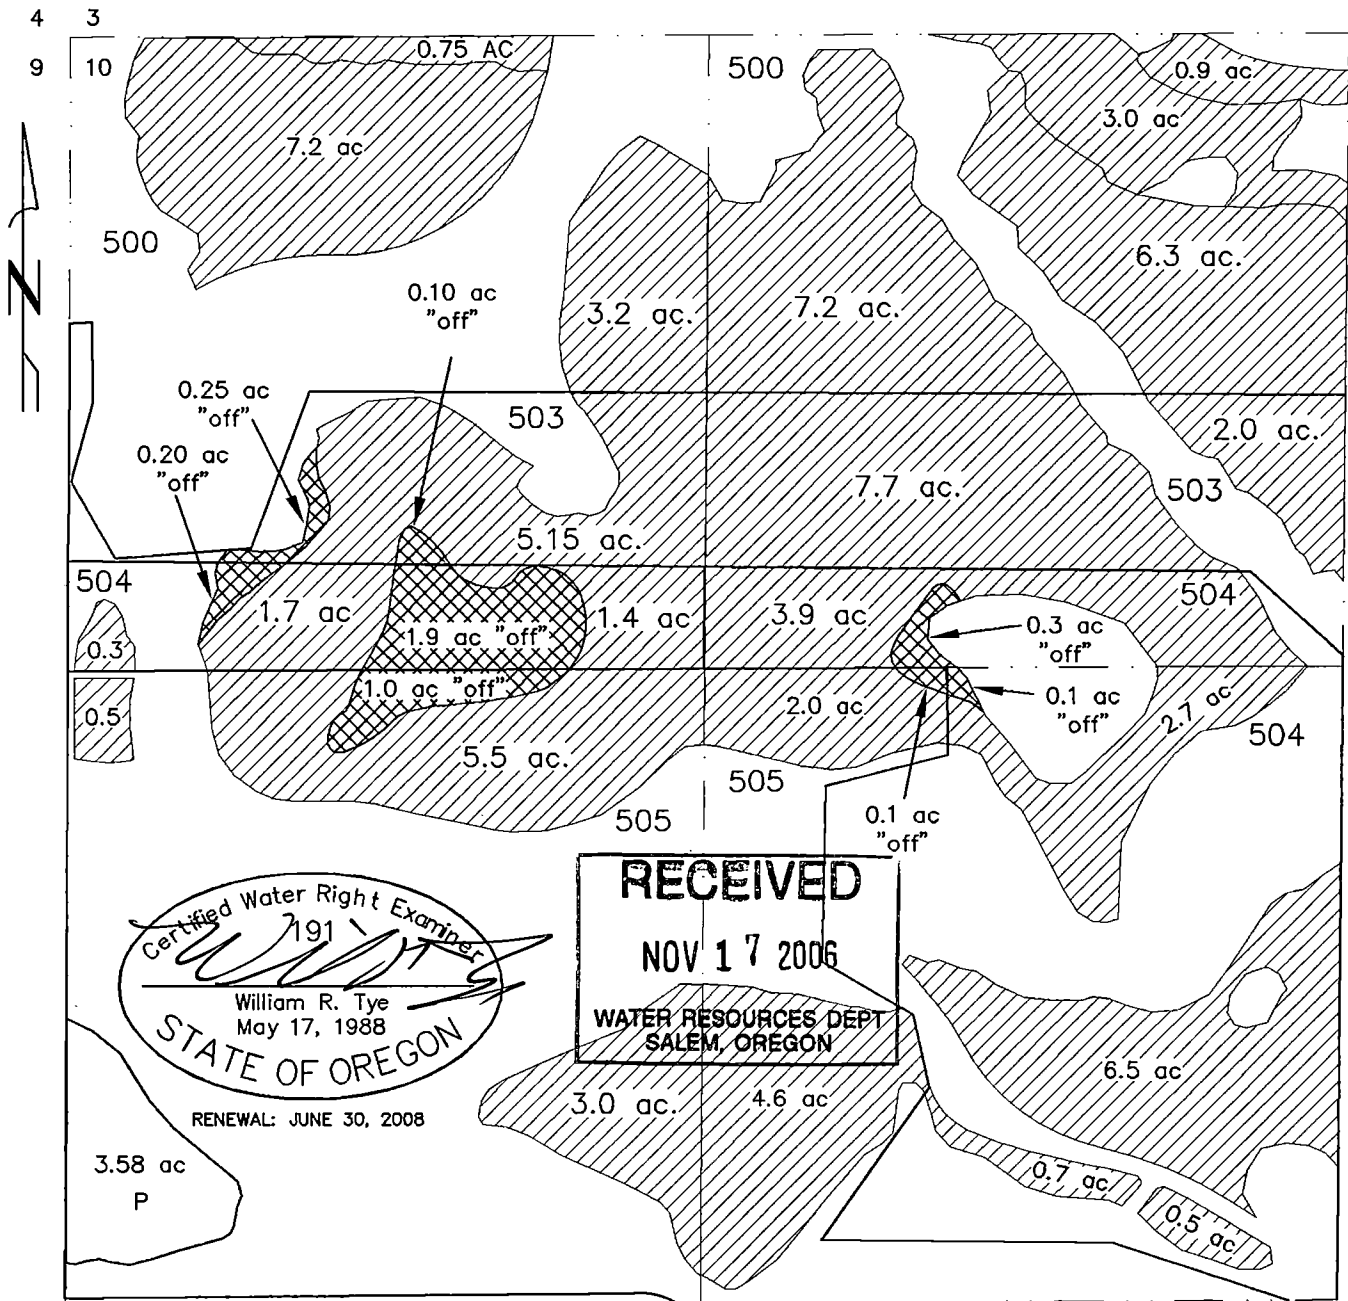 4 3
9 10
0.75 AC
500
0.9 ac
3.0 ac
7.2 ac
500
6.3 ac.
N
0.10 ac
"off"
3.2 ac.
7.2 ac.
0.25 ac
"off"
503
2.0 ac.
0.20 ac
"off"
7.7 ac.
503
5.15 ac.
504
504
1.7 ac
1.4 ac
3.9 ac
1.9 ac "off"
0.3 ac
"off"
0.3
1.0 ac "off"
0.1 ac
"off"
0.5
2.0 ac
2.7 ac
504
5.5 ac.
505
505
0.1 ac
"off"
RECEIVED
NOV 17 2006
WATER RESOURCES DEPT
SALEM, OREGON
Certified Water Right Examiner
191
William R. Tye
May 17, 1988
STATE OF OREGON
RENEWAL: JUNE 30, 2008
3.0 ac.
4.6 ac
6.5 ac
3.58 ac
P
0.7 ac
0.5 ac